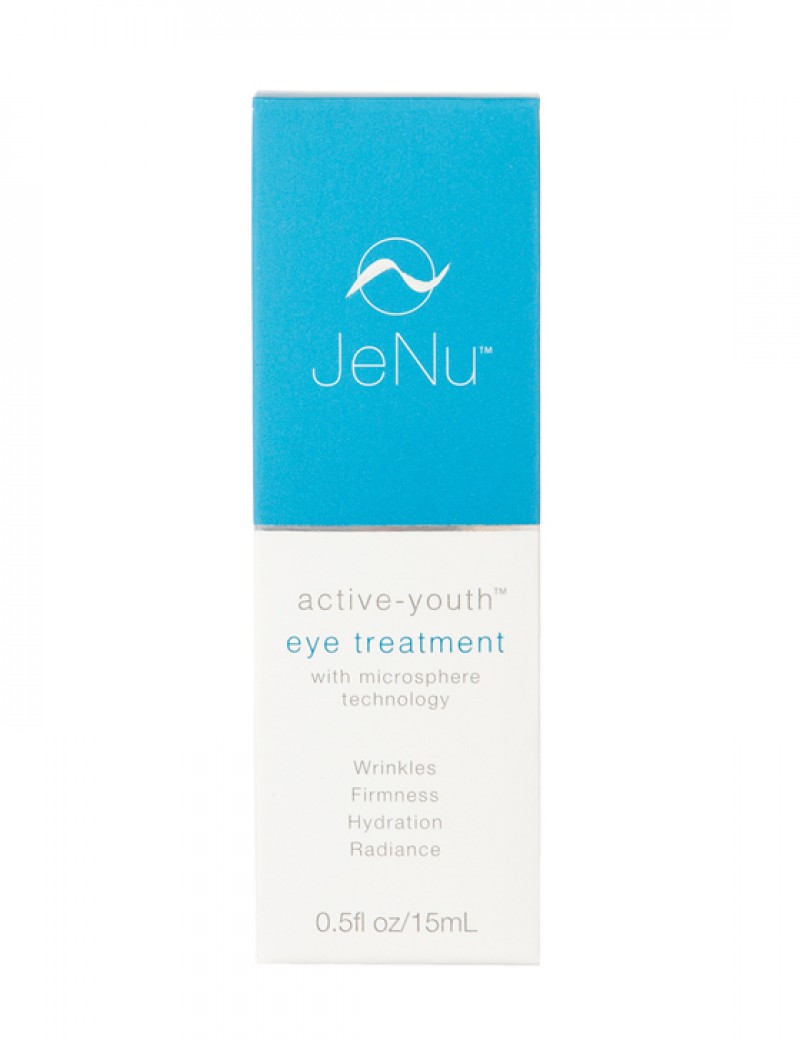 JeNu™
active-youth™
eye treatment
with microsphere
technology
Wrinkles
Firmness
Hydration
Radiance
0.5fl oz/15mL